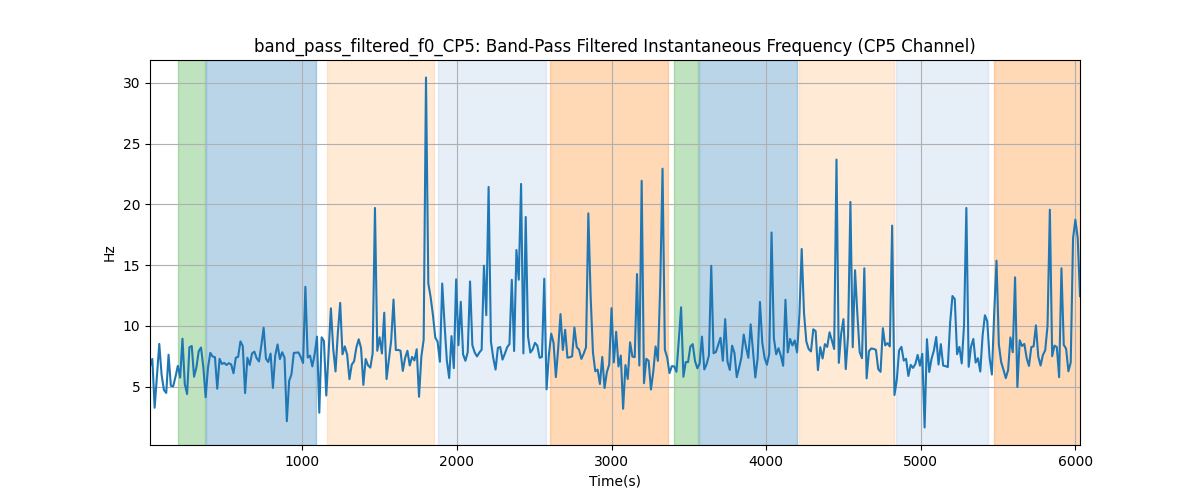 band_pass_filtered_f0_CP5: Band-Pass Filtered Instantaneous Frequency (CP5 Channel)
30
25
20
15
10
5
Hz
1000 2000 3000 4000 5000 6000
Time(s)